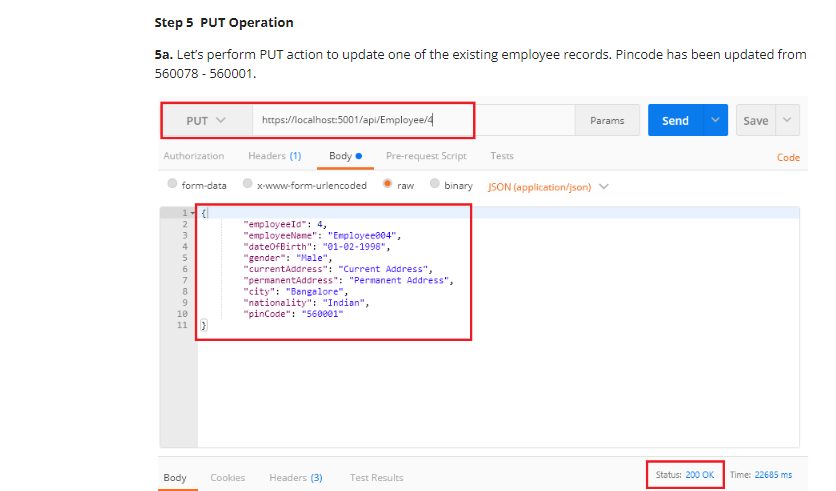 Step 5 PUT Operation
5a. Let's perform PUT action to update one of the existing employee records. Pincode has been updated from
560078 - 560001.
PUT https://localhost:5001/api/Employee/4 Params Send Save
Authorization Headers (1) Body Pre-request Script Tests Code
form-data x-www-form-urlencoded raw binary JSON (application/json)
1 {
2 "employeeId": 4,
3 "employeeName": "Employee004",
4 "dateOfBirth": "01-02-1998",
5 "gender": "Male",
6 "currentAddress": "Current Address",
7 "permanentAddress": "Permanent Address",
8 "city": "Bangalore",
9 "nationality": "Indian",
10 "pinCode": "560001"
11 }
Body Cookies Headers (3) Test Results Status: 200 OK Time: 22685 ms